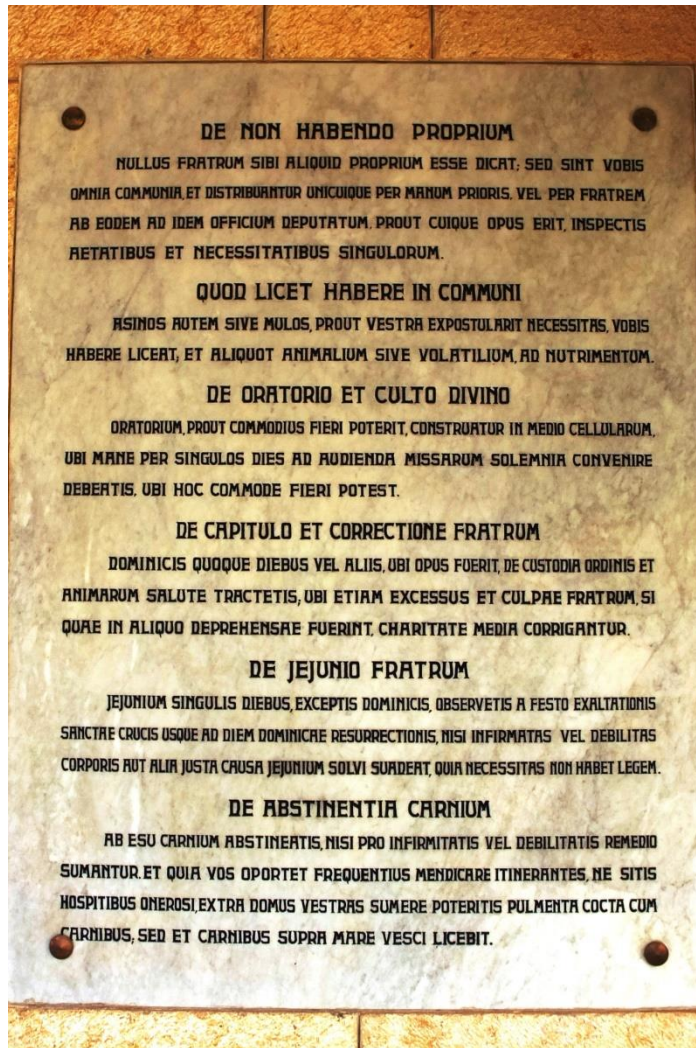 DE NON HABENDO PROPRIUM
NULLUS FRATRUM SIBI ALIQUID PROPRIUM ESSE DICAT; SED SINT VOBIS
OMNIA COMMUNIA, ET DISTRIBUANTUR UNICUIQUE PER MANUM PRIORIS. VEL PER FRATREM
AB EODEM AD IDEM OFFICIUM DEPUTATUM. PROUT CUIQUE OPUS ERIT, INSPECTIS
AETATIBUS ET NECESSITATIBUS SINGULORUM.
QUOD LICET HABERE IN COMMUNI
ASINOS AUTEM SIVE MULOS, PROUT VESTRA EXPOSTULARIT NECESSITAS, VOBIS
HABERE LICEAT; ET ALIQUOT ANIMALIUM SIVE VOLATILIUM, AD NUTRIMENTUM.
DE ORATORIO ET CULTO DIVINO
ORATORIUM, PROUT COMMODIUS FIERI POTERIT, CONSTRUATUR IN MEDIO CELLULARUM,
UBI MANE PER SINGULOS DIES AD AUDIENDA MISSARUM SOLEMNIA CONVENIRE
DEBEATIS. UBI HOC COMMODE FIERI POTEST.
DE CAPITULO ET CORRECTIONE FRATRUM
DOMINICIS QUOQUE DIEBUS VEL ALIIS, UBI OPUS FUERIT, DE CUSTODIA ORDINIS ET
ANIMARUM SALUTE TRACTETIS; UBI ETIAM EXCESSUS ET CULPAE FRATRUM, SI
QUAE IN ALIQUO DEPREHENSAE FUERINT, CHARITATE MEDIA CORRIGANTUR.
DE JEJUNIO FRATRUM
JEJUNIUM SINGULIS DIEBUS, EXCEPTIS DOMINICIS, OBSERVETIS A FESTO EXALTATIONIS
SANCTAE CRUCIS USQUE AD DIEM DOMINICAE RESURRECTIONIS, NISI INFIRMATAS VEL DEBILITAS
CORPORIS AUT ALIA JUSTA CAUSA JEJUNIUM SOLVI SUADEAT, QUIA NECESSITAS NON HABET LEGEM.
DE ABSTINENTIA CARNIUM
AB ESU CARNIUM ABSTINEATIS, NISI PRO INFIRMITATIS VEL DEBILITATIS REMEDIO
SUMANTUR. ET QUIA VOS OPORTET FREQUENTIUS MENDICARE ITINERANTES, NE SITIS
HOSPITIBUS ONEROSI, EXTRA DOMUS VESTRAS SUMERE POTERITIS PULMENTA COCTA CUM
CARNIBUS; SED ET CARNIBUS SUPRA MARE VESCI LICEBIT.